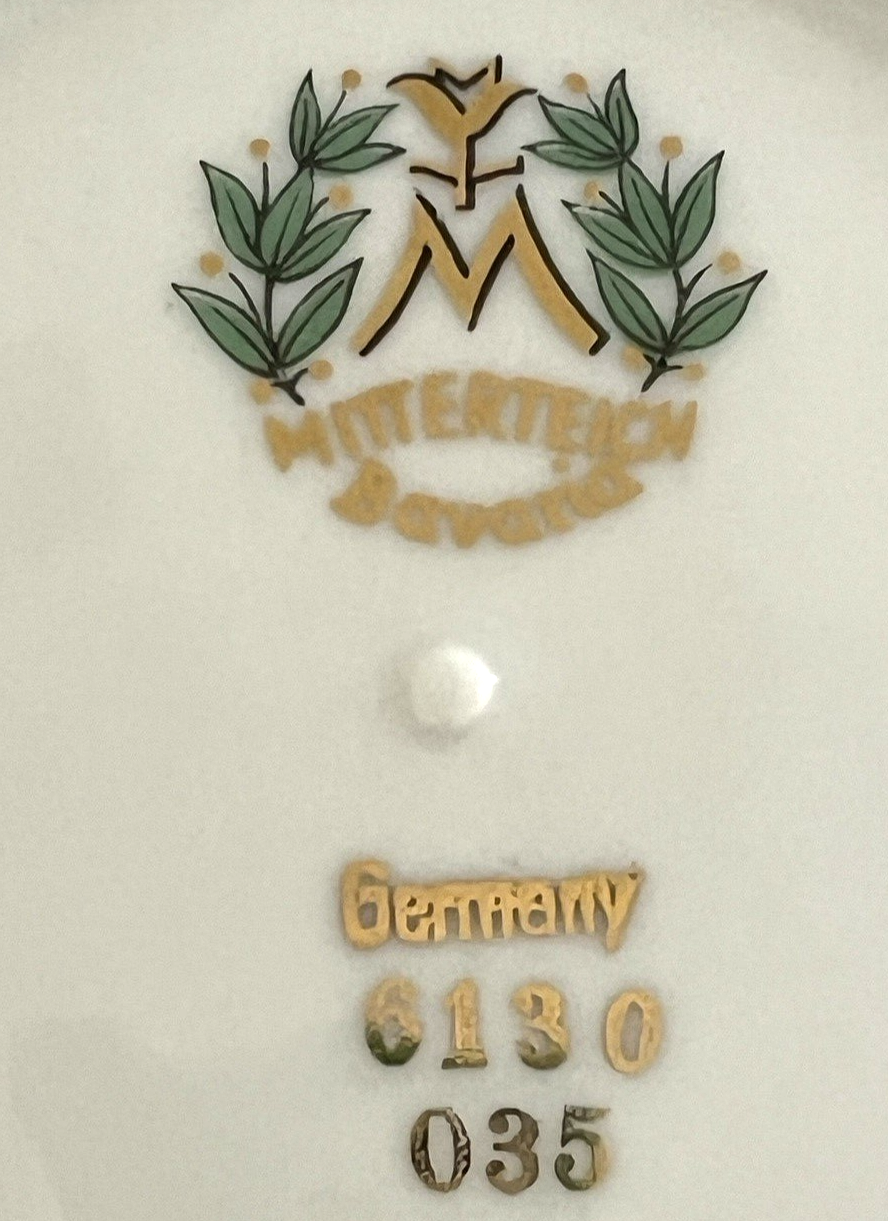 M
MITTERTEICH
Bavaria
Germany
6130
035